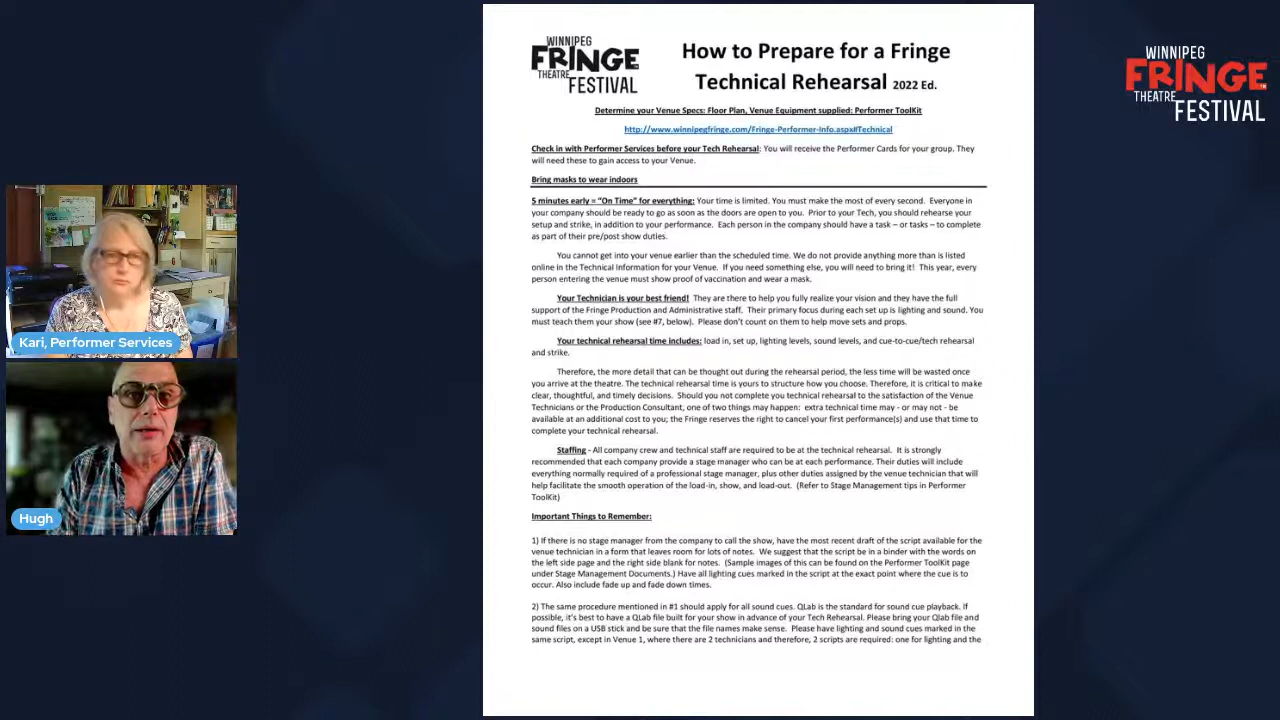 WINNIPEG
FRINGE
THEATRE
FESTIVAL
How to Prepare for a Fringe
Technical Rehearsal 2022 Ed.
Determine your Venue Specs: Floor Plan, Venue Equipment supplied: Performer ToolKit
http://www.winnipegfringe.com/Fringe-Performer-Info.aspx#Technical
Check in with Performer Services before your Tech Rehearsal: You will receive the Performer Cards for your group. They
will need these to gain access to your Venue.
Bring masks to wear indoors
5 minutes early = “On Time” for everything: Your time is limited. You must make the most of every second. Everyone in
your company should be ready to go as soon as the doors are open to you. Prior to your Tech, you should rehearse your
setup and strike, in addition to your performance. Each person in the company should have a task – or tasks – to complete
as part of their pre/post show duties.
You cannot get into your venue earlier than the scheduled time. We do not provide anything more than is listed
online in the Technical Information for your Venue. If you need something else, you will need to bring it! This year, every
person entering the venue must show proof of vaccination and wear a mask.
Your Technician is your best friend! They are there to help you fully realize your vision and they have the full
support of the Fringe Production and Administrative staff. Their primary focus during each set up is lighting and sound. You
must teach them your show (see #7, below). Please don’t count on them to help move sets and props.
Your technical rehearsal time includes: load in, set up, lighting levels, sound levels, and cue-to-cue/tech rehearsal
and strike.
Therefore, the more detail that can be thought out during the rehearsal period, the less time will be wasted once
you arrive at the theatre. The technical rehearsal time is yours to structure how you choose. Therefore, it is critical to make
clear, thoughtful, and timely decisions. Should you not complete you technical rehearsal to the satisfaction of the Venue
Technicians or the Production Consultant, one of two things may happen: extra technical time may - or may not - be
available at an additional cost to you; the Fringe reserves the right to cancel your first performance(s) and use that time to
complete your technical rehearsal.
Staffing - All company crew and technical staff are required to be at the technical rehearsal. It is strongly
recommended that each company provide a stage manager who can be at each performance. Their duties will include
everything normally required of a professional stage manager, plus other duties assigned by the venue technician that will
help facilitate the smooth operation of the load-in, show, and load-out. (Refer to Stage Management tips in Performer
ToolKit)
Important Things to Remember:
1) If there is no stage manager from the company to call the show, have the most recent draft of the script available for the
venue technician in a form that leaves room for lots of notes. We suggest that the script be in a binder with the words on
the left side page and the right side blank for notes. (Sample images of this can be found on the Performer ToolKit page
under Stage Management Documents.) Have all lighting cues marked in the script at the exact point where the cue is to
occur. Also include fade up and fade down times.
2) The same procedure mentioned in #1 should apply for all sound cues. QLab is the standard for sound cue playback. If
possible, it’s best to have a QLab file built for your show in advance of your Tech Rehearsal. Please bring your Qlab file and
sound files on a USB stick and be sure that the file names make sense. Please have lighting and sound cues marked in the
same script, except in Venue 1, where there are 2 technicians and therefore, 2 scripts are required: one for lighting and the
Kari, Performer Services
Hugh
WINNIPEG
FRINGE™
THEATRE
FESTIVAL